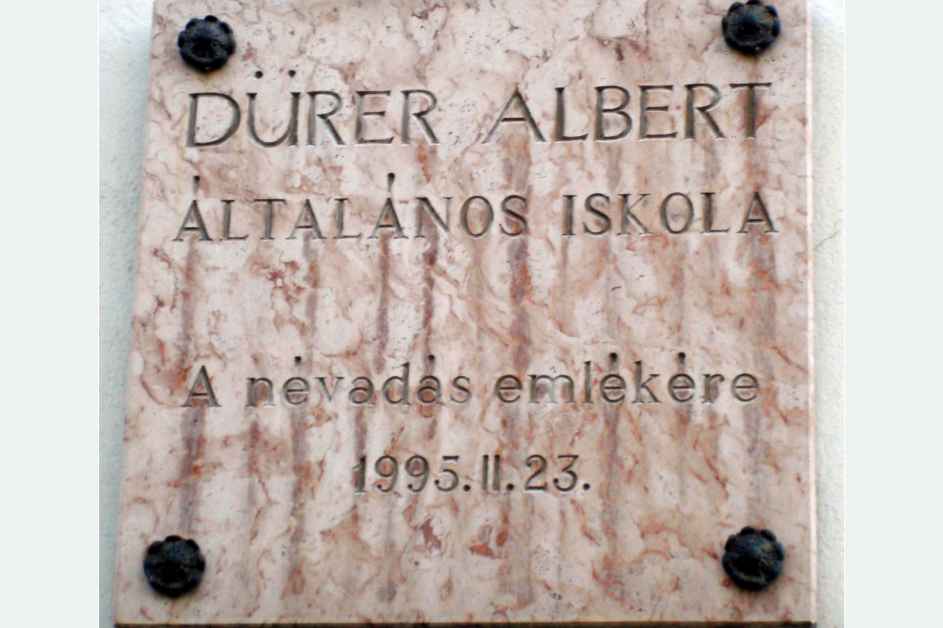 DÜRER ALBERT
ÁLTALÁNOS ISKOLA
A névadás emlékére
1995.II.23.